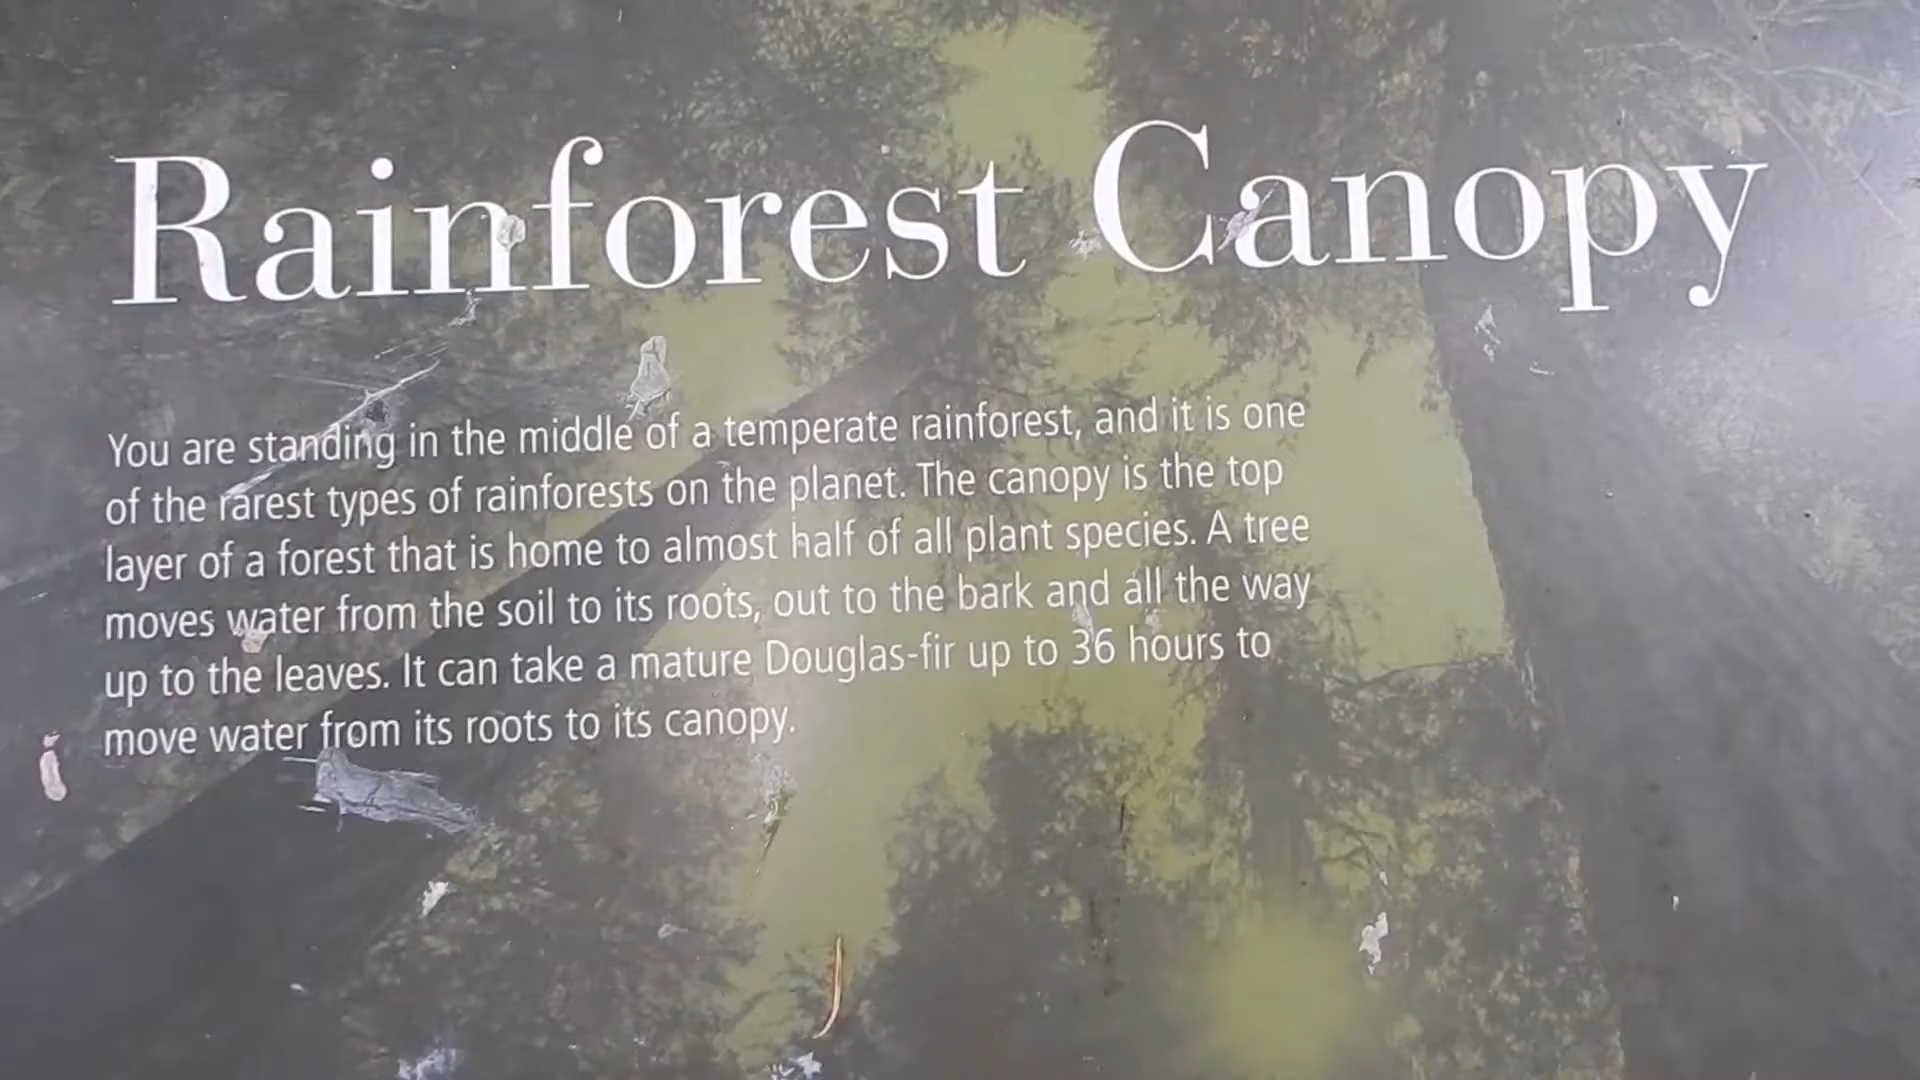 Rainforest Canopy
You are standing in the middle of a temperate rainforest, and it is one
of the rarest types of rainforests on the planet. The canopy is the top
layer of a forest that is home to almost half of all plant species. A tree
moves water from the soil to its roots, out to the bark and all the way
up to the leaves. It can take a mature Douglas-fir up to 36 hours to
move water from its roots to its canopy.